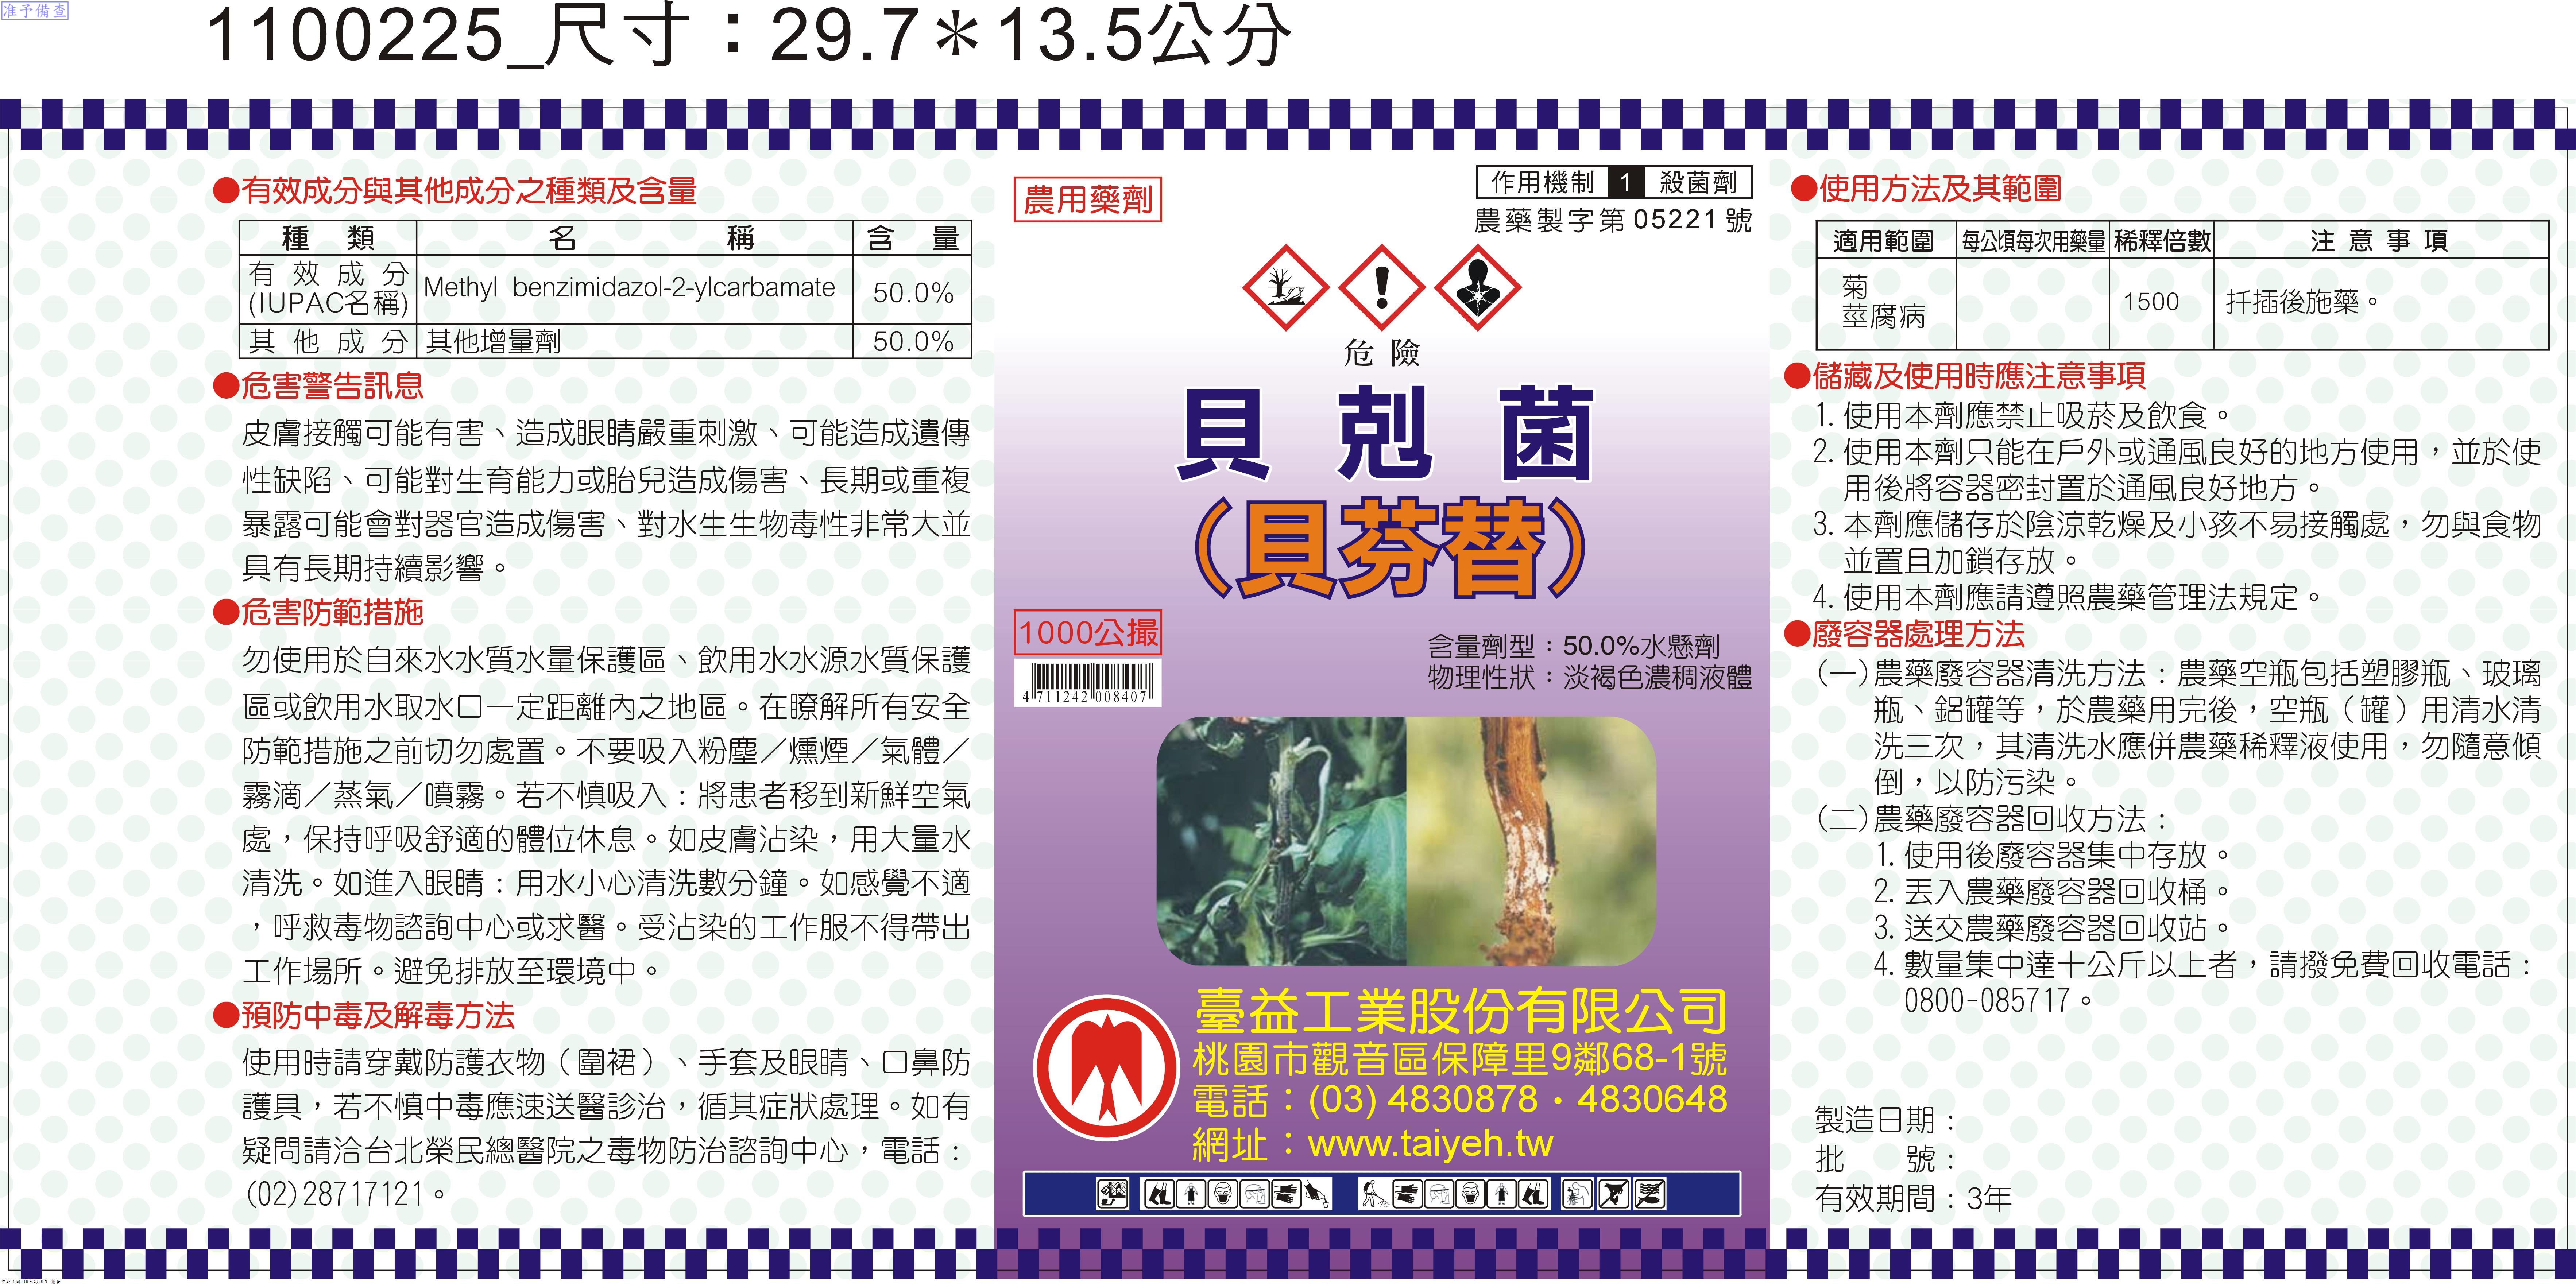 准予備查
1100225_尺寸：29.7＊13.5公分
●有效成分與其他成分之種類及含量
種類 名稱 含量
有效成分 (IUPAC名稱) Methyl benzimidazol-2-ylcarbamate 50.0%
其他成分 其他增量劑 50.0%
●危害警告訊息
皮膚接觸可能有害、造成眼睛嚴重刺激、可能造成遺傳
性缺陷、可能對生育能力或胎兒造成傷害、長期或重複
暴露可能會對器官造成傷害、對水生生物毒性非常大並
具有長期持續影響。
●危害防範措施
勿使用於自來水水質水量保護區、飲用水水源水質保護
區或飲用水取水口一定距離內之地區。在瞭解所有安全
防範措施之前切勿處置。不要吸入粉塵／燻煙／氣體／
霧滴／蒸氣／噴霧。若不慎吸入：將患者移到新鮮空氣
處，保持呼吸舒適的體位休息。如皮膚沾染，用大量水
清洗。如進入眼睛：用水小心清洗數分鐘。如感覺不適
，呼救毒物諮詢中心或求醫。受沾染的工作服不得帶出
工作場所。避免排放至環境中。
●預防中毒及解毒方法
使用時請穿戴防護衣物（圍裙）、手套及眼睛、口鼻防
護具，若不慎中毒應速送醫診治，循其症狀處理。如有
疑問請洽台北榮民總醫院之毒物防治諮詢中心，電話：
(02)28717121。
農用藥劑
作用機制 1 殺菌劑
農藥製字第 05221 號
危險
貝剋菌
（貝芬替）
1000公撮
4 711242 008407
含量劑型：50.0%水懸劑
物理性狀：淡褐色濃稠液體
臺益工業股份有限公司
桃園市觀音區保障里9鄰68-1號
電話：(03) 4830878・4830648
網址：www.taiyeh.tw
●使用方法及其範圍
適用範圍 每公頃每次用藥量 稀釋倍數 注意事項
菊
莖腐病 1500 扦插後施藥。
●儲藏及使用時應注意事項
1. 使用本劑應禁止吸菸及飲食。
2. 使用本劑只能在戶外或通風良好的地方使用，並於使
用後將容器密封置於通風良好地方。
3. 本劑應儲存於陰涼乾燥及小孩不易接觸處，勿與食物
並置且加鎖存放。
4. 使用本劑應請遵照農藥管理法規定。
●廢容器處理方法
(一)農藥廢容器清洗方法：農藥空瓶包括塑膠瓶、玻璃
瓶、鋁罐等，於農藥用完後，空瓶（罐）用清水清
洗三次，其清洗水應併農藥稀釋液使用，勿隨意傾
倒，以防污染。
(二)農藥廢容器回收方法：
1. 使用後廢容器集中存放。
2. 丟入農藥廢容器回收桶。
3. 送交農藥廢容器回收站。
4. 數量集中達十公斤以上者，請撥免費回收電話：
0800-085717。
製造日期：
批號：
有效期間：3年